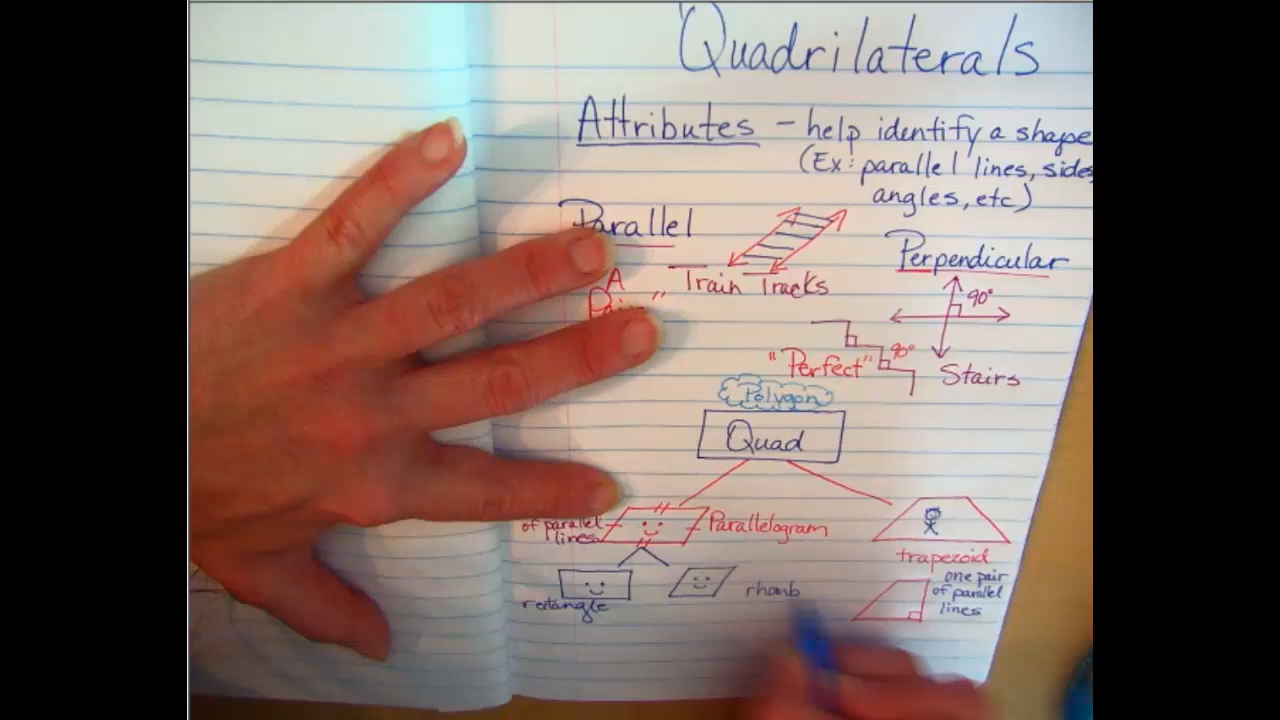 Quadrilaterals
Attributes - help identify a shape
(Ex: parallel lines, sides
angles, etc)
Parallel
A
Train Tracks
Perpendicular
90°
"Perfect"
90°
Stairs
Polygon
Quad
of parallel
lines
Parallelogram
trapezoid
one pair
of parallel
lines
rectangle
rhomb